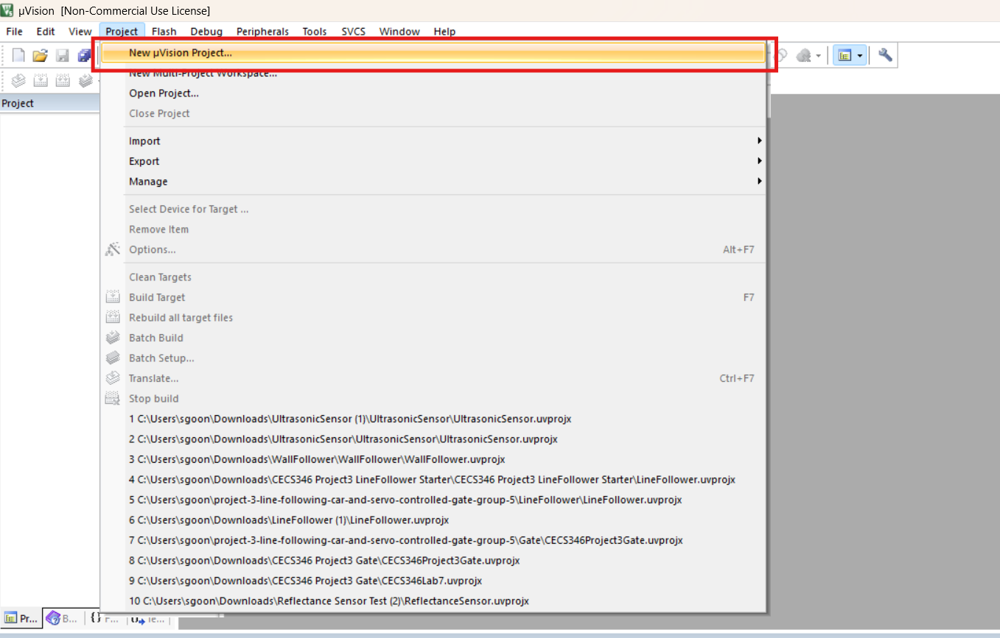 µVision [Non-Commercial Use License]
File Edit View Project Flash Debug Peripherals Tools SVCS Window Help
New µVision Project...
New Multi-Project Workspace...
Open Project...
Project
Close Project
Import
Export
Manage
Select Device for Target ...
Remove Item
Options... Alt+F7
Clean Targets
Build Target F7
Rebuild all target files
Batch Build
Batch Setup...
Translate... Ctrl+F7
Stop build
1 C:\Users\sgoon\Downloads\UltrasonicSensor (1)\UltrasonicSensor\UltrasonicSensor.uvprojx
2 C:\Users\sgoon\Downloads\UltrasonicSensor\UltrasonicSensor\UltrasonicSensor.uvprojx
3 C:\Users\sgoon\Downloads\WallFollower\WallFollower\WallFollower.uvprojx
4 C:\Users\sgoon\Downloads\CECS346 Project3 LineFollower Starter\CECS346 Project3 LineFollower Starter\LineFollower.uvprojx
5 C:\Users\sgoon\project-3-line-following-car-and-servo-controlled-gate-group-5\LineFollower\LineFollower.uvprojx
6 C:\Users\sgoon\Downloads\LineFollower (1)\LineFollower.uvprojx
7 C:\Users\sgoon\project-3-line-following-car-and-servo-controlled-gate-group-5\Gate\CECS346Project3Gate.uvprojx
8 C:\Users\sgoon\Downloads\CECS346 Project3 Gate\CECS346Project3Gate.uvprojx
9 C:\Users\sgoon\Downloads\CECS346 Project3 Gate\CECS346Lab7.uvprojx
10 C:\Users\sgoon\Downloads\Reflectance Sensor Test (2)\ReflectanceSensor.uvprojx
Pr... B... {} F...